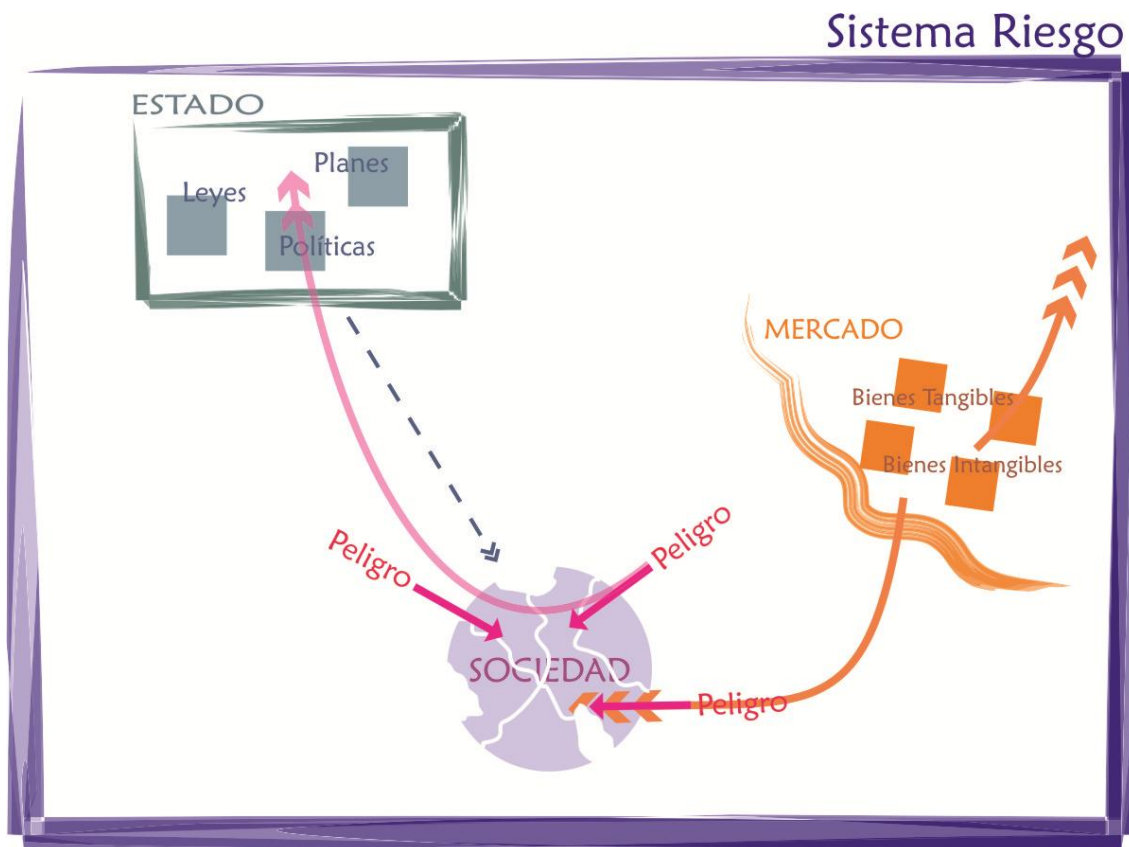 Sistema Riesgo
ESTADO
Planes
Leyes
Políticas
MERCADO
Bienes Tangibles
Bienes Intangibles
Peligro
Peligro
SOCIEDAD
Peligro